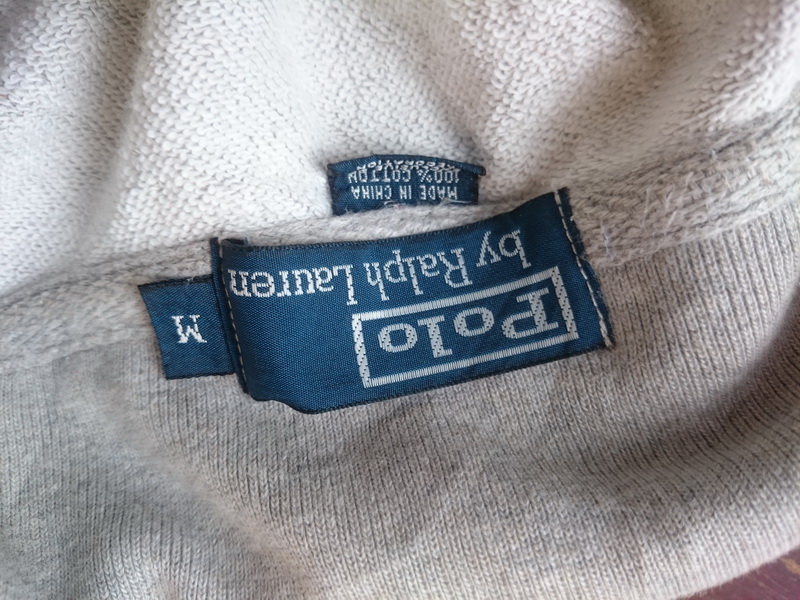 Polo
by Ralph Lauren
M
MADE IN CHINA
100% COTTON